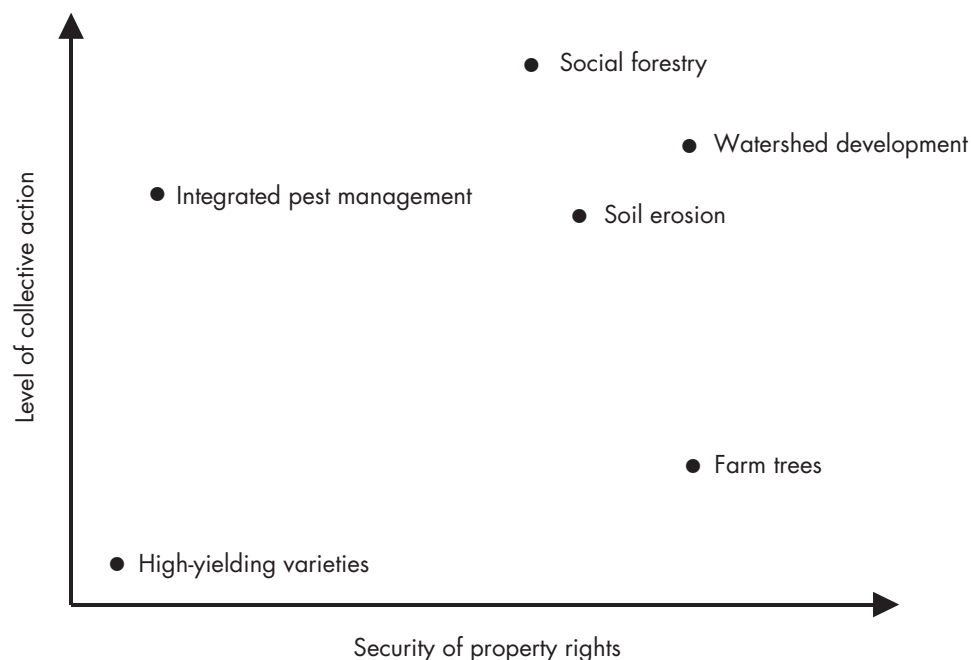 Social forestry
Watershed development
Integrated pest management
Soil erosion
Level of collective action
Farm trees
High-yielding varieties
Security of property rights